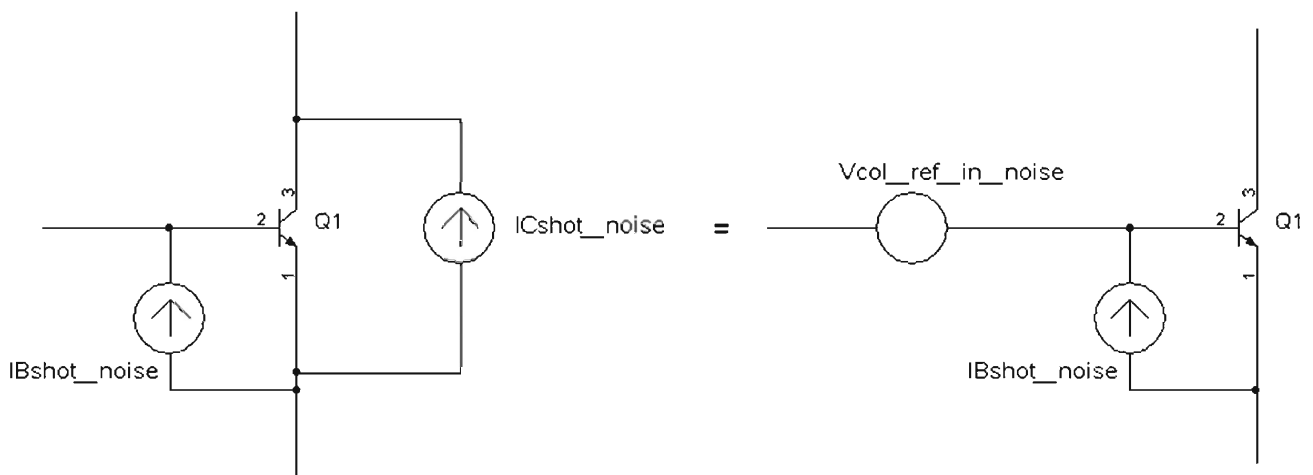 3
2
Q1
1
IBshot__noise
ICshot__noise
=
Vcol__ref__in__noise
3
2
Q1
1
IBshot__noise